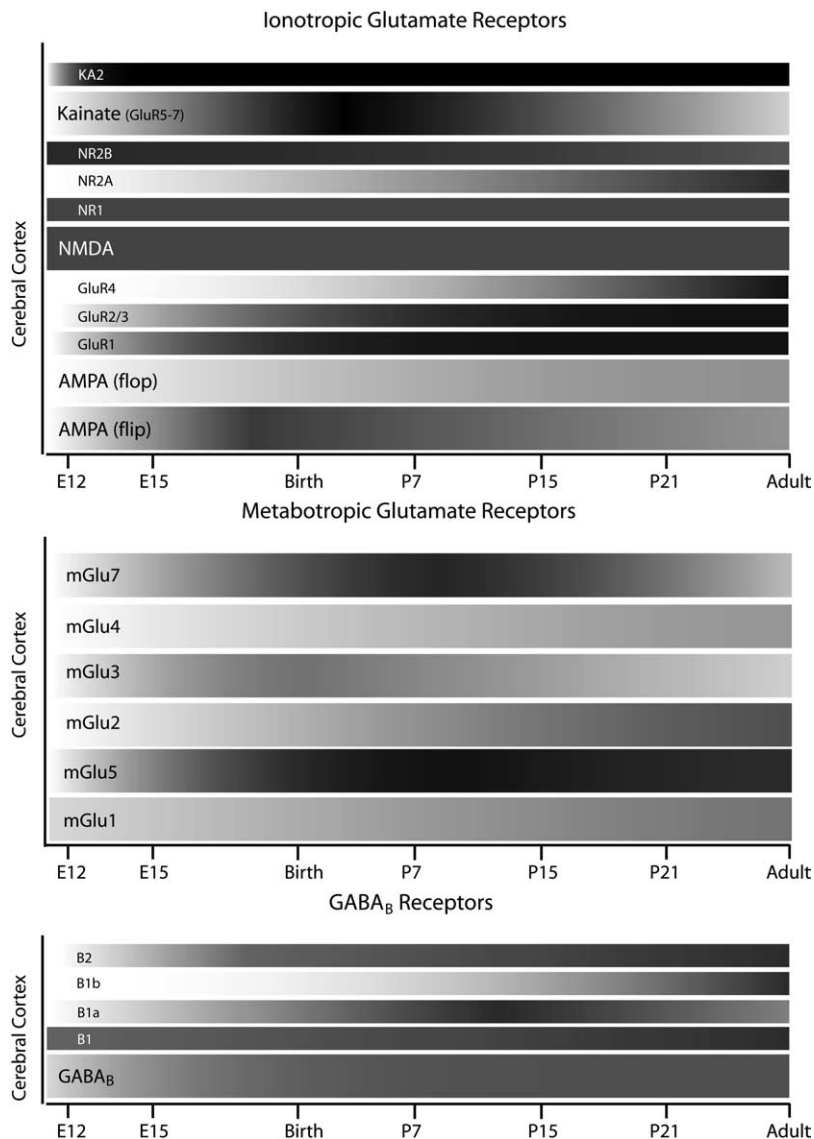 Ionotropic Glutamate Receptors
Cerebral Cortex
KA2
Kainate (GluR5-7)
NR2B
NR2A
NR1
NMDA
GluR4
GluR2/3
GluR1
AMPA (flop)
AMPA (flip)
E12 E15 Birth P7 P15 P21 Adult
Metabotropic Glutamate Receptors
Cerebral Cortex
mGlu7
mGlu4
mGlu3
mGlu2
mGlu5
mGlu1
E12 E15 Birth P7 P15 P21 Adult
GABAB Receptors
Cerebral Cortex
B2
B1b
B1a
B1
GABAB
E12 E15 Birth P7 P15 P21 Adult